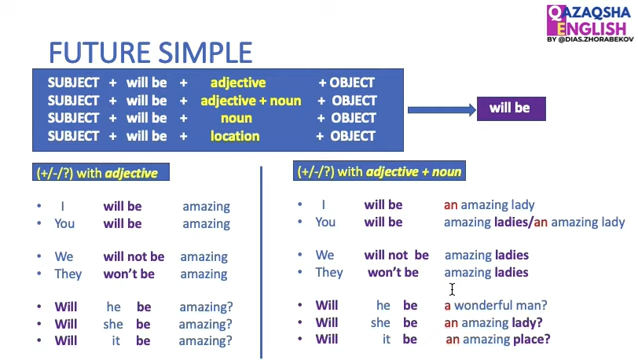 QAZAQSHA
ENGLISH
BY @DIAS.ZHORABEKOV
FUTURE SIMPLE
SUBJECT + will be + adjective + OBJECT
SUBJECT + will be + adjective + noun + OBJECT
SUBJECT + will be + noun + OBJECT
SUBJECT + will be + location + OBJECT
will be
(+/-/?) with adjective
I will be amazing
You will be amazing
We will not be amazing
They won't be amazing
Will he be amazing?
Will she be amazing?
Will it be amazing?
(+/-/?) with adjective + noun
I will be an amazing lady
You will be amazing ladies/an amazing lady
We will not be amazing ladies
They won't be amazing ladies
Will he be a wonderful man?
Will she be an amazing lady?
Will it be an amazing place?